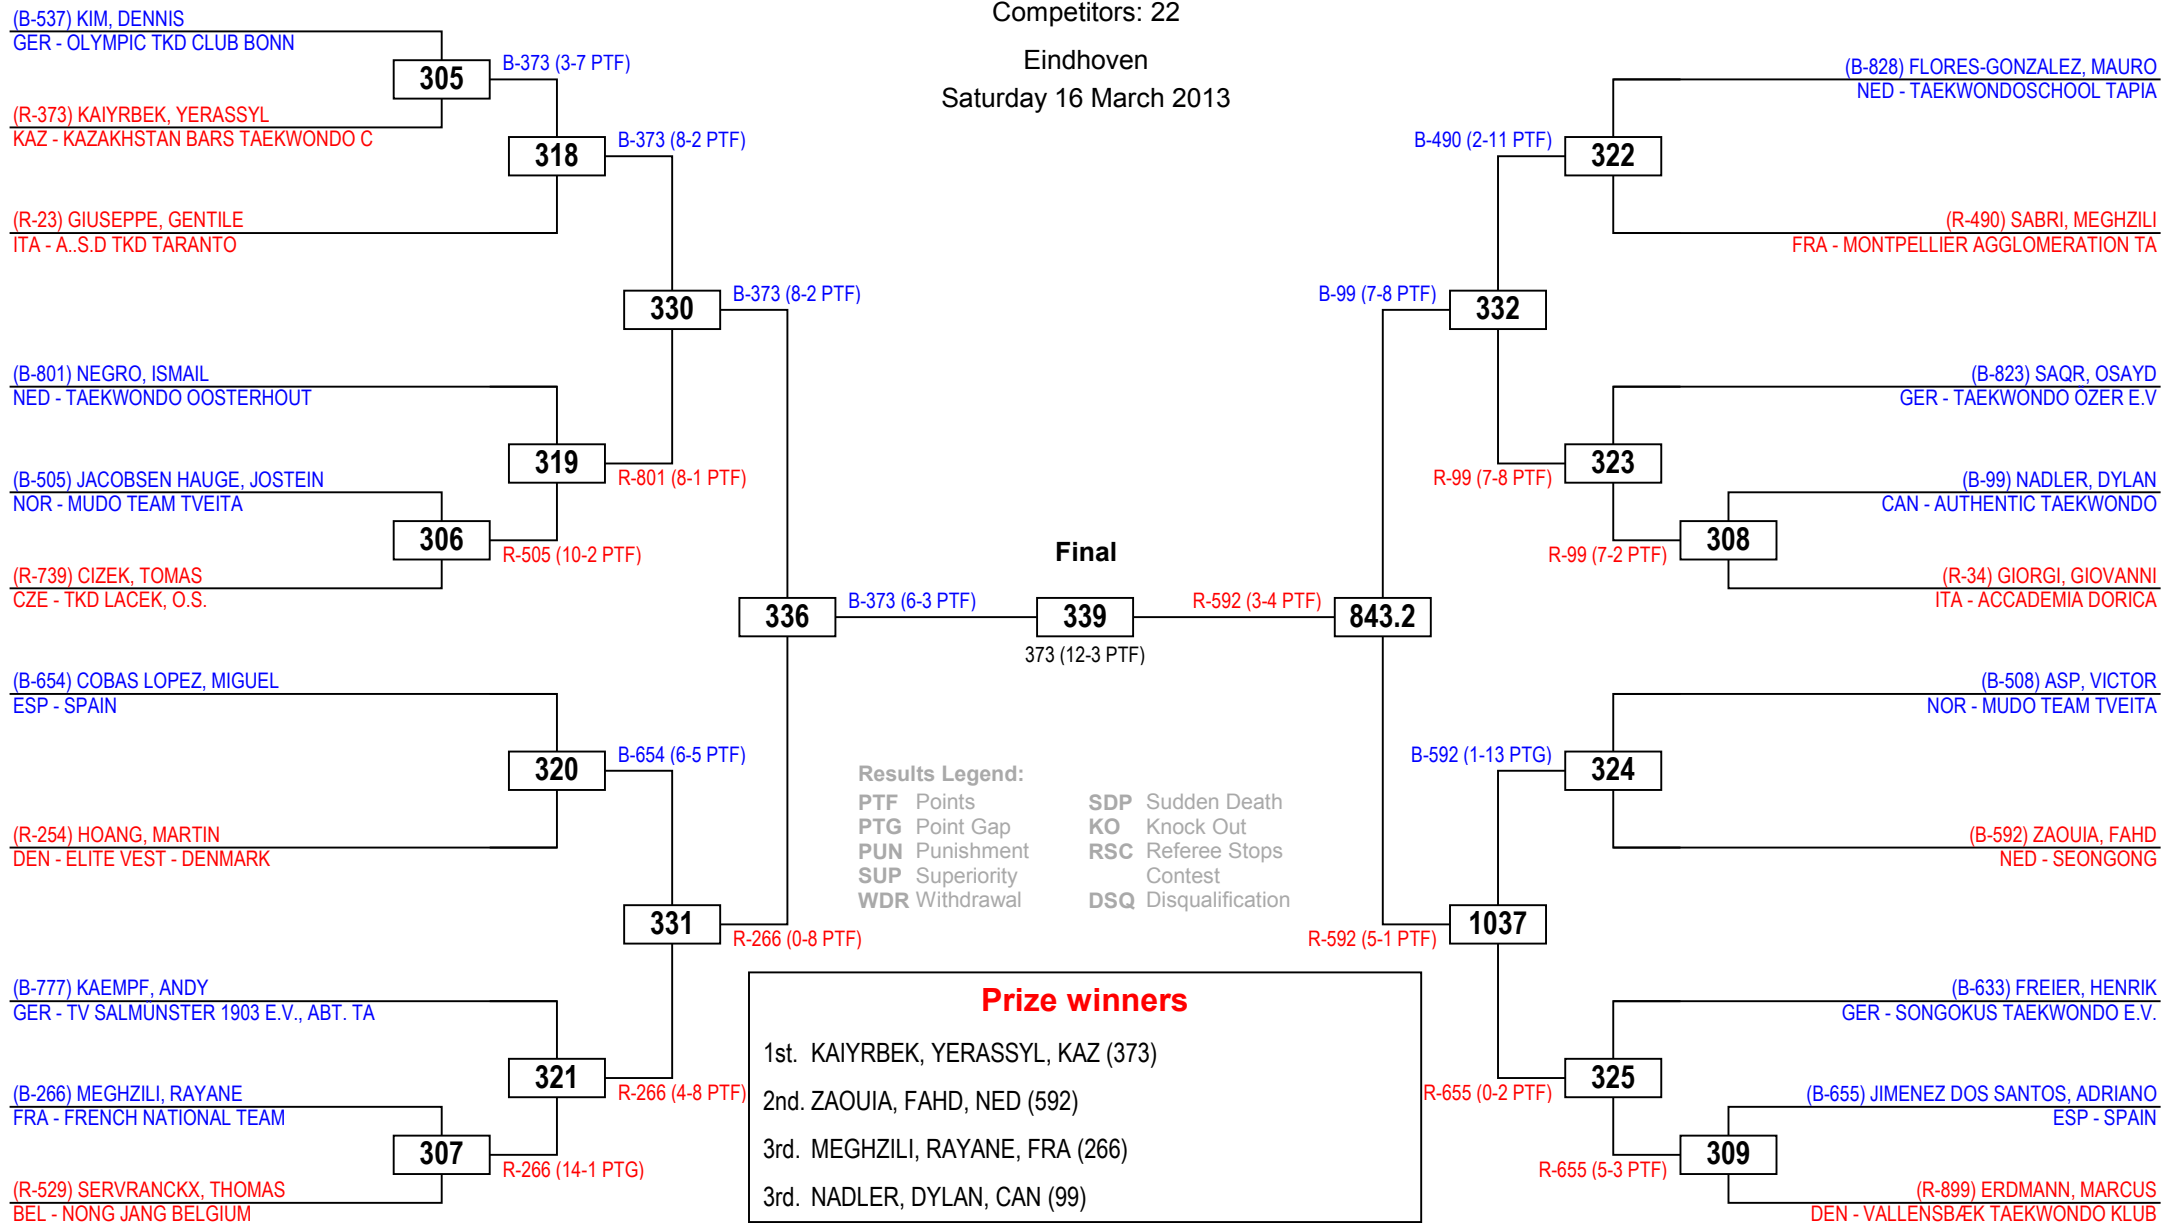 Competitors: 22
Eindhoven
Saturday 16 March 2013
(B-537) KIM, DENNIS
GER - OLYMPIC TKD CLUB BONN
305
B-373 (3-7 PTF)
(R-373) KAIYRBEK, YERASSYL
KAZ - KAZAKHSTAN BARS TAEKWONDO C
318
B-373 (8-2 PTF)
(R-23) GIUSEPPE, GENTILE
ITA - A..S.D TKD TARANTO
330
B-373 (8-2 PTF)
(B-801) NEGRO, ISMAIL
NED - TAEKWONDO OOSTERHOUT
319
R-801 (8-1 PTF)
(B-505) JACOBSEN HAUGE, JOSTEIN
NOR - MUDO TEAM TVEITA
306
R-505 (10-2 PTF)
(R-739) CIZEK, TOMAS
CZE - TKD LACEK, O.S.
336
B-373 (6-3 PTF)
(B-654) COBAS LOPEZ, MIGUEL
ESP - SPAIN
320
B-654 (6-5 PTF)
(R-254) HOANG, MARTIN
DEN - ELITE VEST - DENMARK
331
R-266 (0-8 PTF)
(B-777) KAEMPF, ANDY
GER - TV SALMÜNSTER 1903 E.V., ABT. TA
321
R-266 (4-8 PTF)
(B-266) MEGHZILI, RAYANE
FRA - FRENCH NATIONAL TEAM
307
R-266 (14-1 PTG)
(R-529) SERVRANCKX, THOMAS
BEL - NONG JANG BELGIUM
Final
339
373 (12-3 PTF)
(B-828) FLORES-GONZALEZ, MAURO
NED - TAEKWONDOSCHOOL TAPIA
B-490 (2-11 PTF)
322
(R-490) SABRI, MEGHZILI
FRA - MONTPELLIER AGGLOMERATION TA
B-99 (7-8 PTF)
332
(B-823) SAQR, OSAYD
GER - TAEKWONDO ÖZER E.V
323
R-99 (7-8 PTF)
(B-99) NADLER, DYLAN
CAN - AUTHENTIC TAEKWONDO
308
R-99 (7-2 PTF)
(R-34) GIORGI, GIOVANNI
ITA - ACCADEMIA DORICA
R-592 (3-4 PTF)
843.2
(B-508) ASP, VICTOR
NOR - MUDO TEAM TVEITA
B-592 (1-13 PTG)
324
(B-592) ZAOUIA, FAHD
NED - SEONGONG
1037
R-592 (5-1 PTF)
(B-633) FREIER, HENRIK
GER - SONGOKUS TAEKWONDO E.V.
325
R-655 (0-2 PTF)
(B-655) JIMENEZ DOS SANTOS, ADRIANO
ESP - SPAIN
309
R-655 (5-3 PTF)
(R-899) ERDMANN, MARCUS
DEN - VALLENSBÆK TAEKWONDO KLUB
Results Legend:
PTF Points SDP Sudden Death
PTG Point Gap KO Knock Out
PUN Punishment RSC Referee Stops
SUP Superiority Contest
WDR Withdrawal DSQ Disqualification
Prize winners
1st. KAIYRBEK, YERASSYL, KAZ (373)
2nd. ZAOUIA, FAHD, NED (592)
3rd. MEGHZILI, RAYANE, FRA (266)
3rd. NADLER, DYLAN, CAN (99)